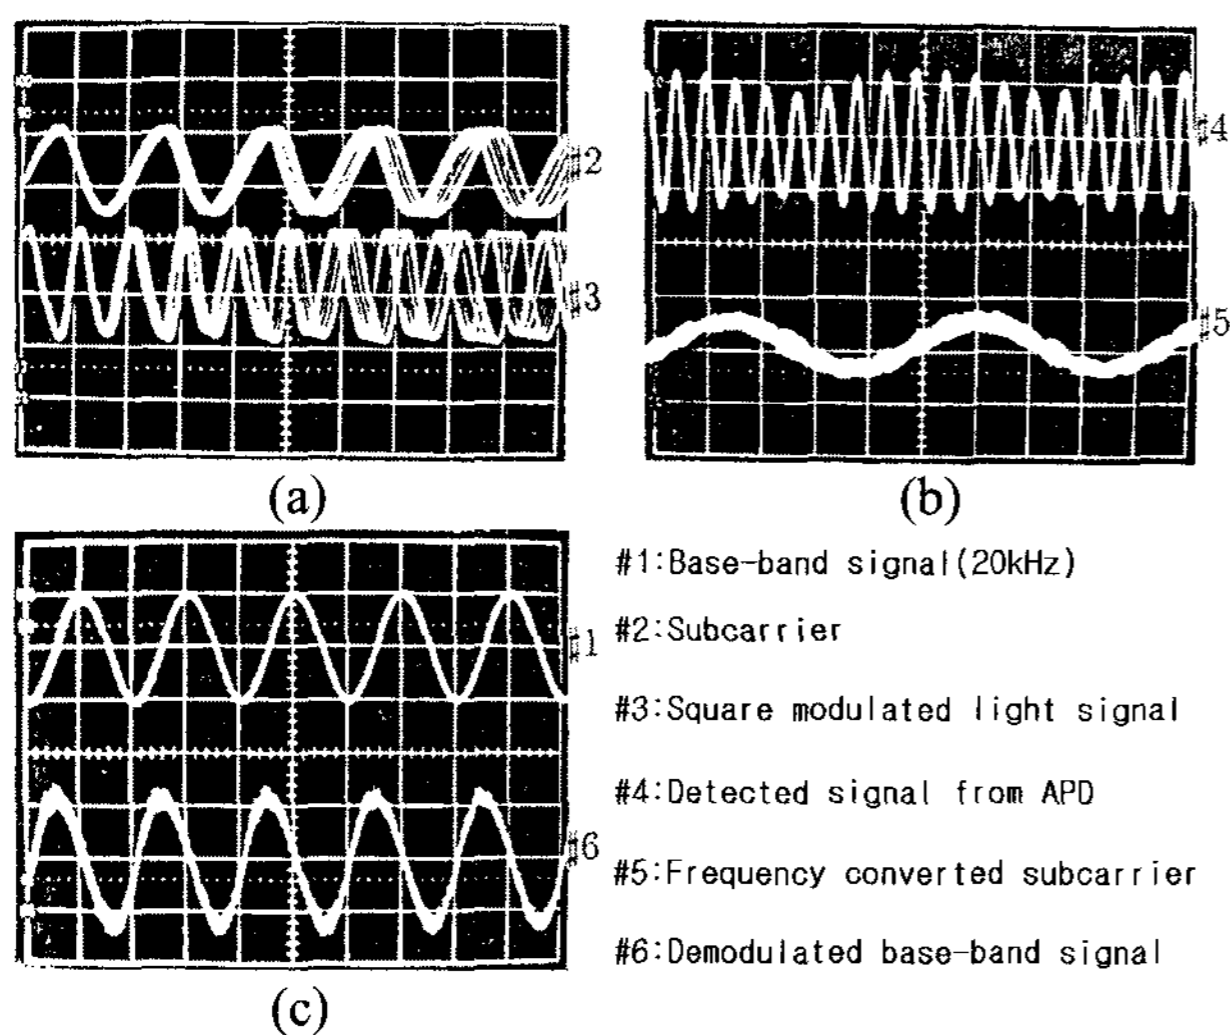 #2
#3
(a)
#4
#5
(b)
#1
#6
(c)
#1:Base-band signal(20kHz)
#2:Subcarrier
#3:Square modulated light signal
#4:Detected signal from APD
#5:Frequency converted subcarrier
#6:Demodulated base-band signal